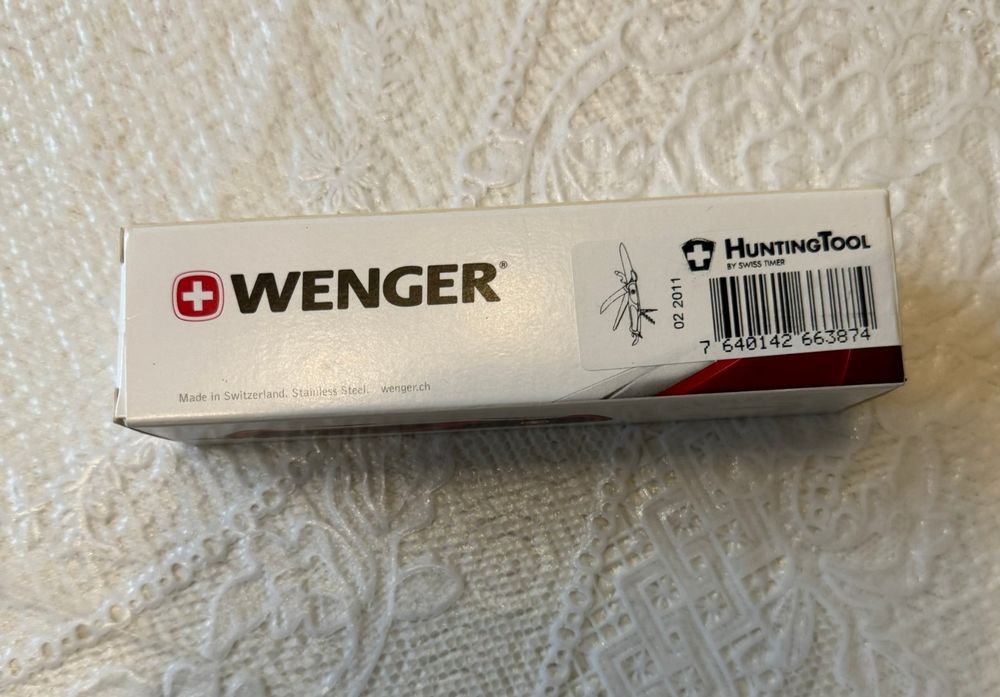 WENGER®
Made in Switzerland. Stainless Steel. wenger.ch
HUNTINGTOOL
BY SWISS TIMER
02 2011
7 640142 663874